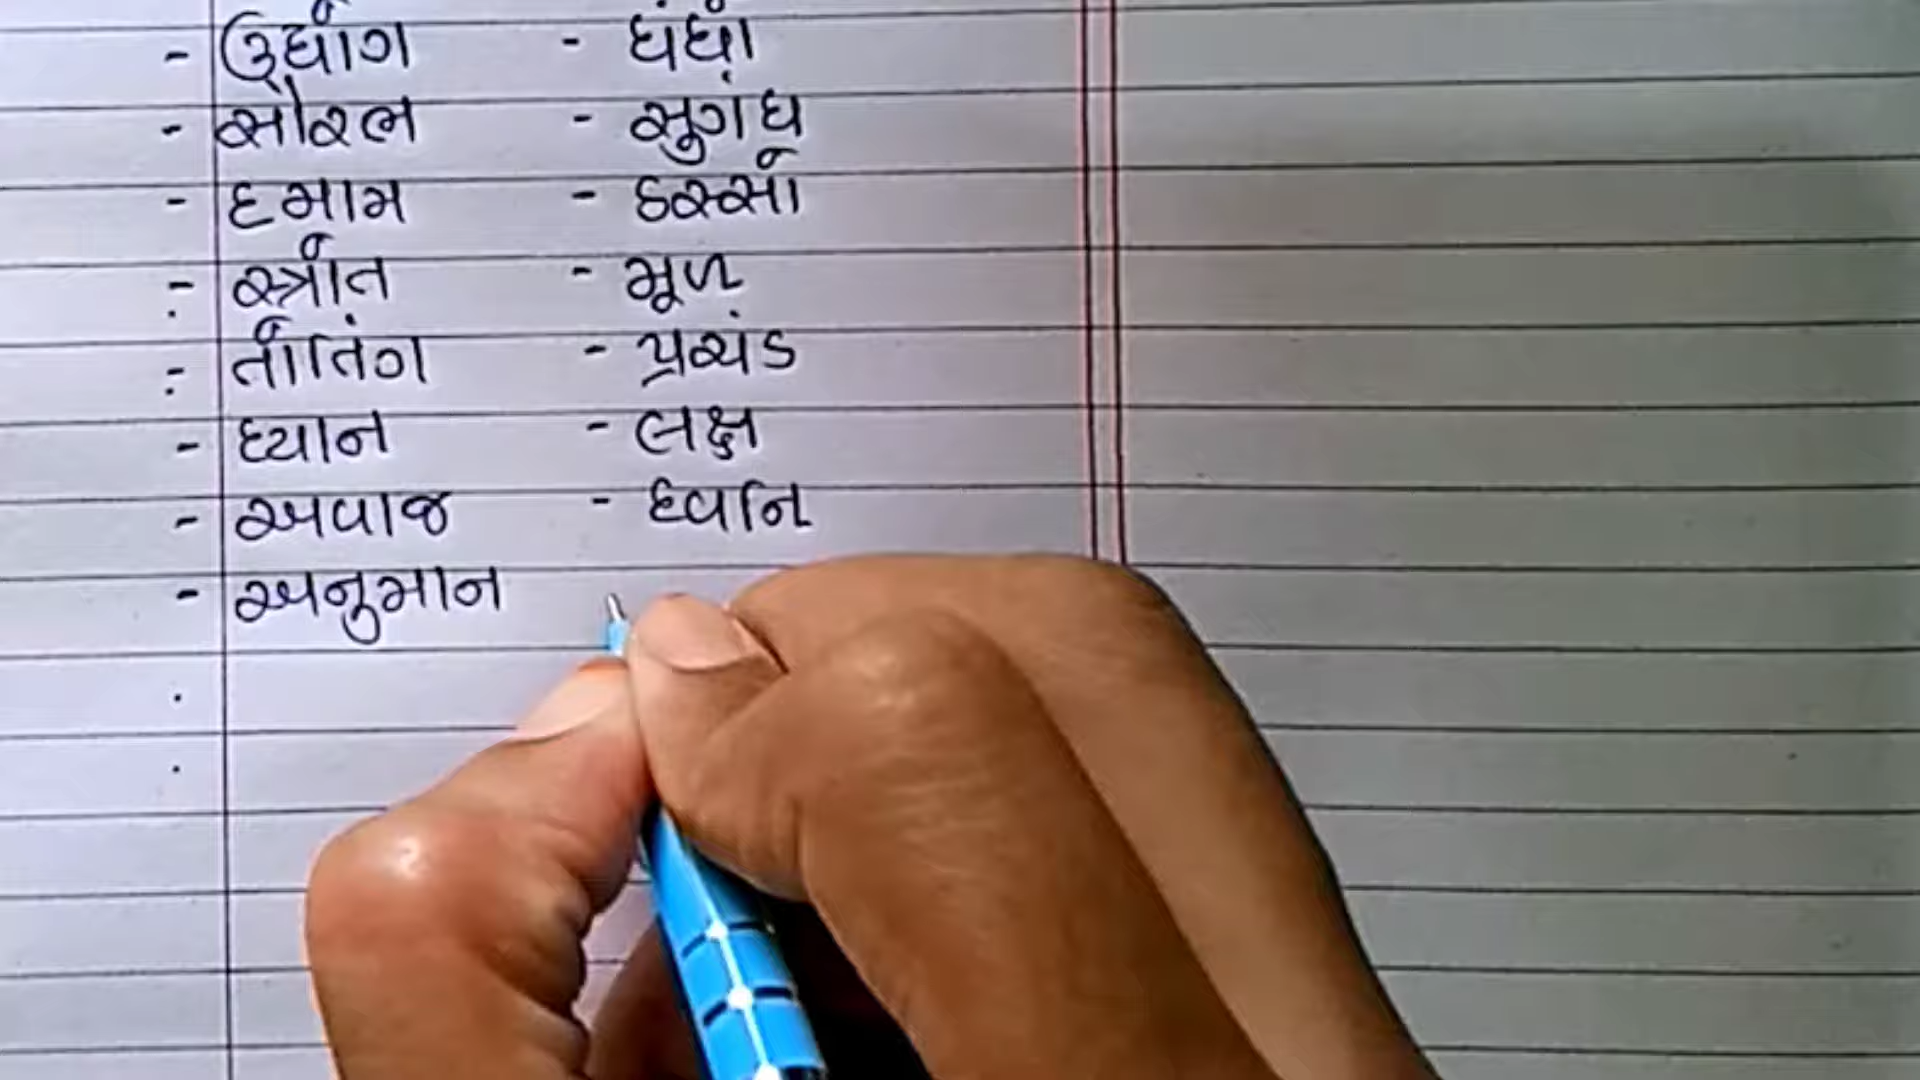 - ઉદ્યોગ - ધંધો
- સૌરભ - સુગંધ
- દમામ - ઠસ્સો
- સ્ત્રોત - મૂળ
- તોતિંગ - પ્રચંડ
- ધ્યાન - લક્ષ
- અવાજ - ધ્વનિ
- અનુમાન